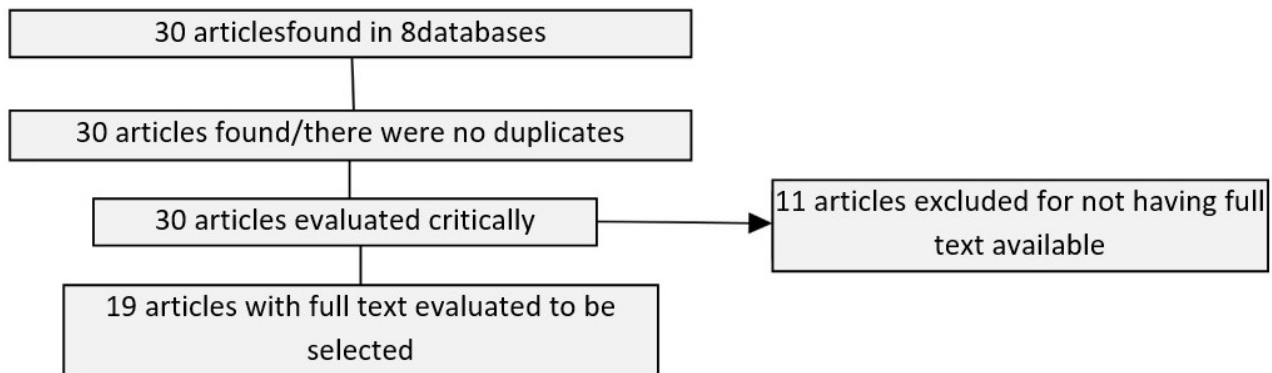 30 articlesfound in 8databases
30 articles found/there were no duplicates
30 articles evaluated critically
11 articles excluded for not having full
text available
19 articles with full text evaluated to be
selected